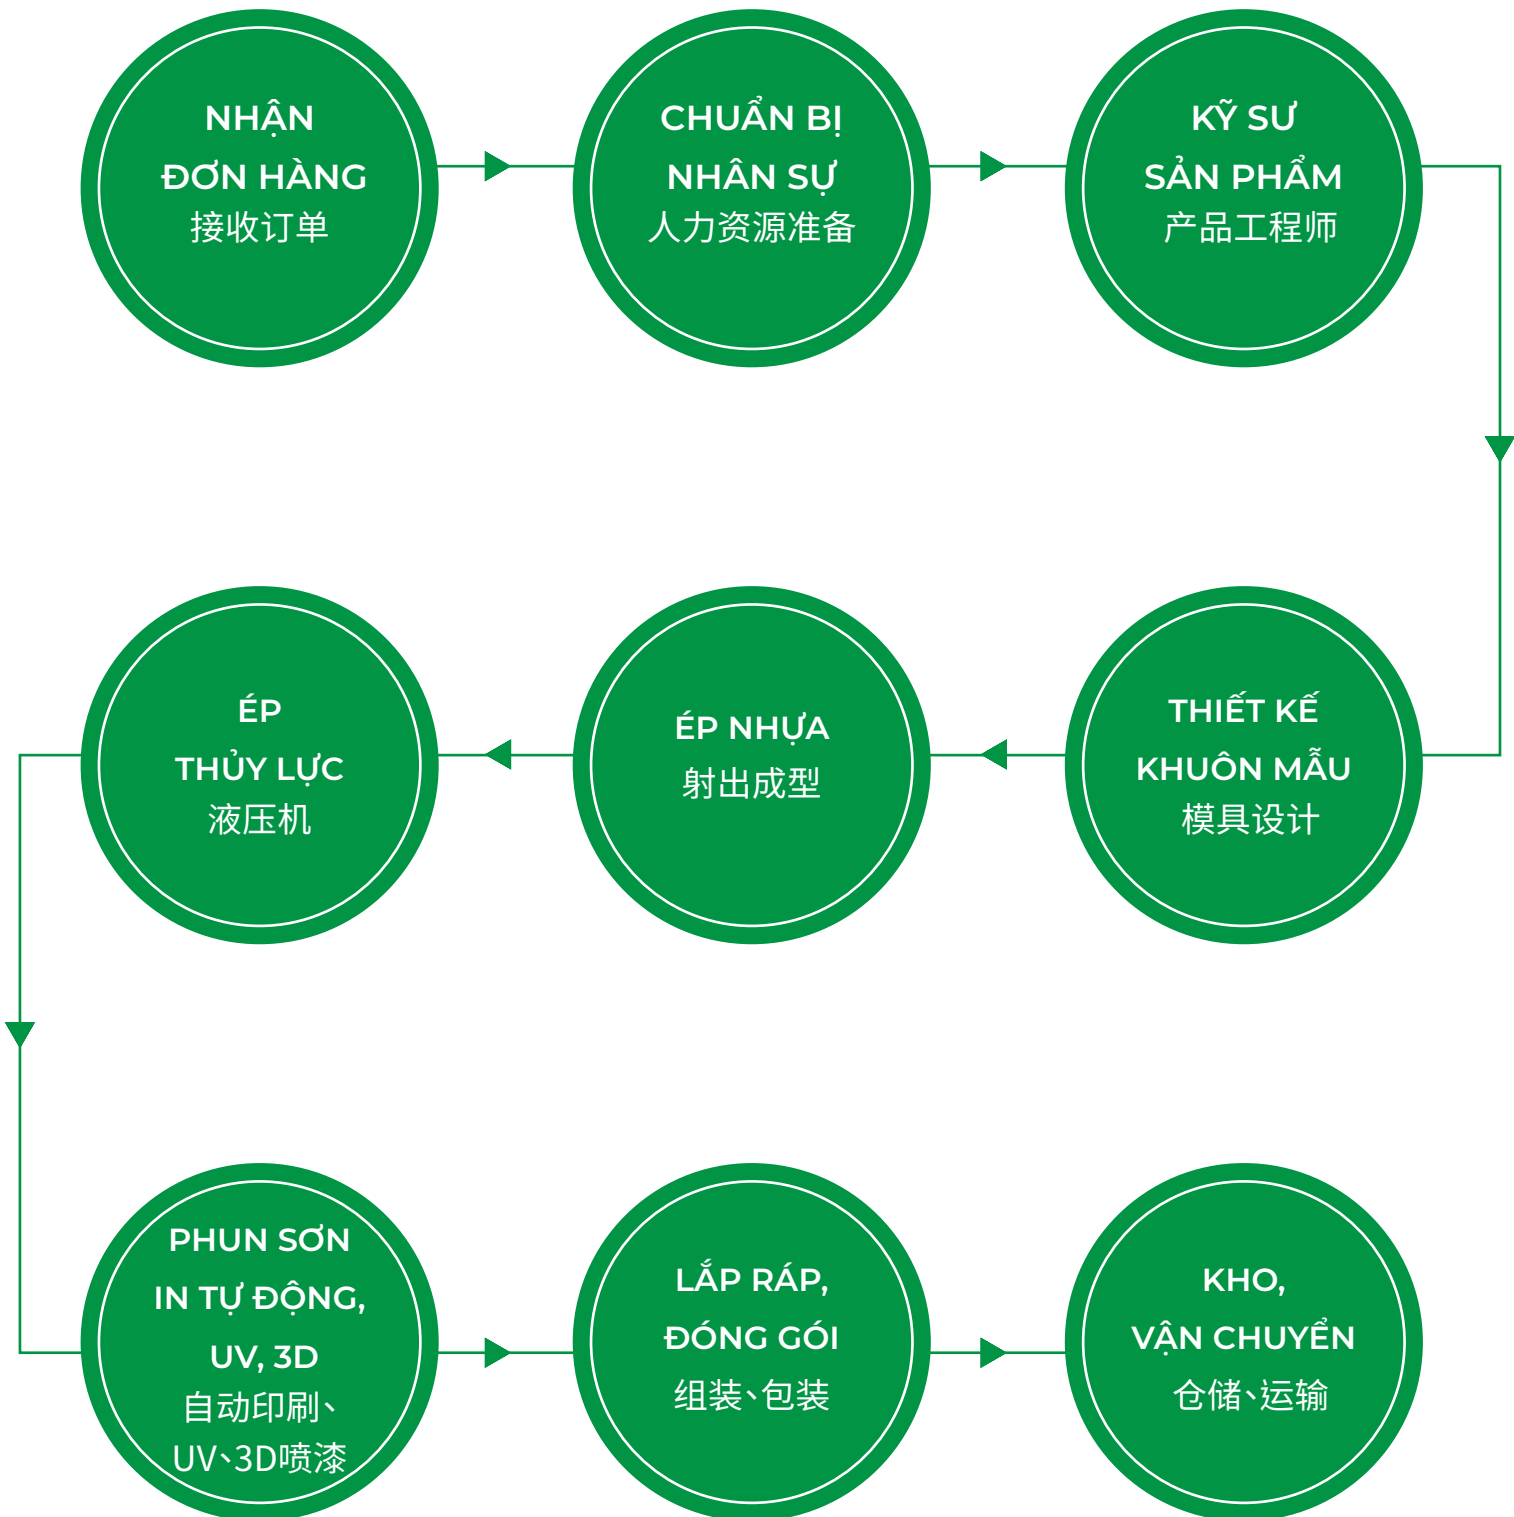 NHẬN
ĐƠN HÀNG
接收订单
CHUẨN BỊ
NHÂN SỰ
人力资源准备
KỸ SƯ
SẢN PHẨM
产品工程师
THIẾT KẾ
KHUÔN MẪU
模具设计
ÉP NHỰA
射出成型
ÉP
THỦY LỰC
液压机
PHUN SƠN
IN TỰ ĐỘNG,
UV, 3D
自动印刷、
UV、3D喷漆
LẮP RÁP,
ĐÓNG GÓI
组装、包装
KHO,
VẬN CHUYỂN
仓储、运输